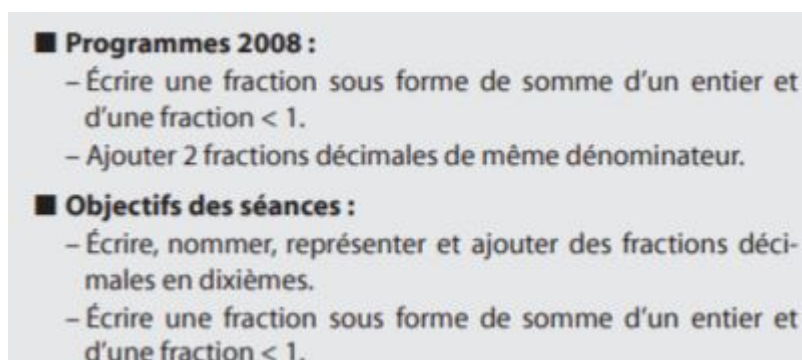 ■ Programmes 2008 :
– Écrire une fraction sous forme de somme d'un entier et
d'une fraction < 1.
– Ajouter 2 fractions décimales de même dénominateur.
■ Objectifs des séances :
– Écrire, nommer, représenter et ajouter des fractions déci-
males en dixièmes.
– Écrire une fraction sous forme de somme d'un entier et
d'une fraction < 1.